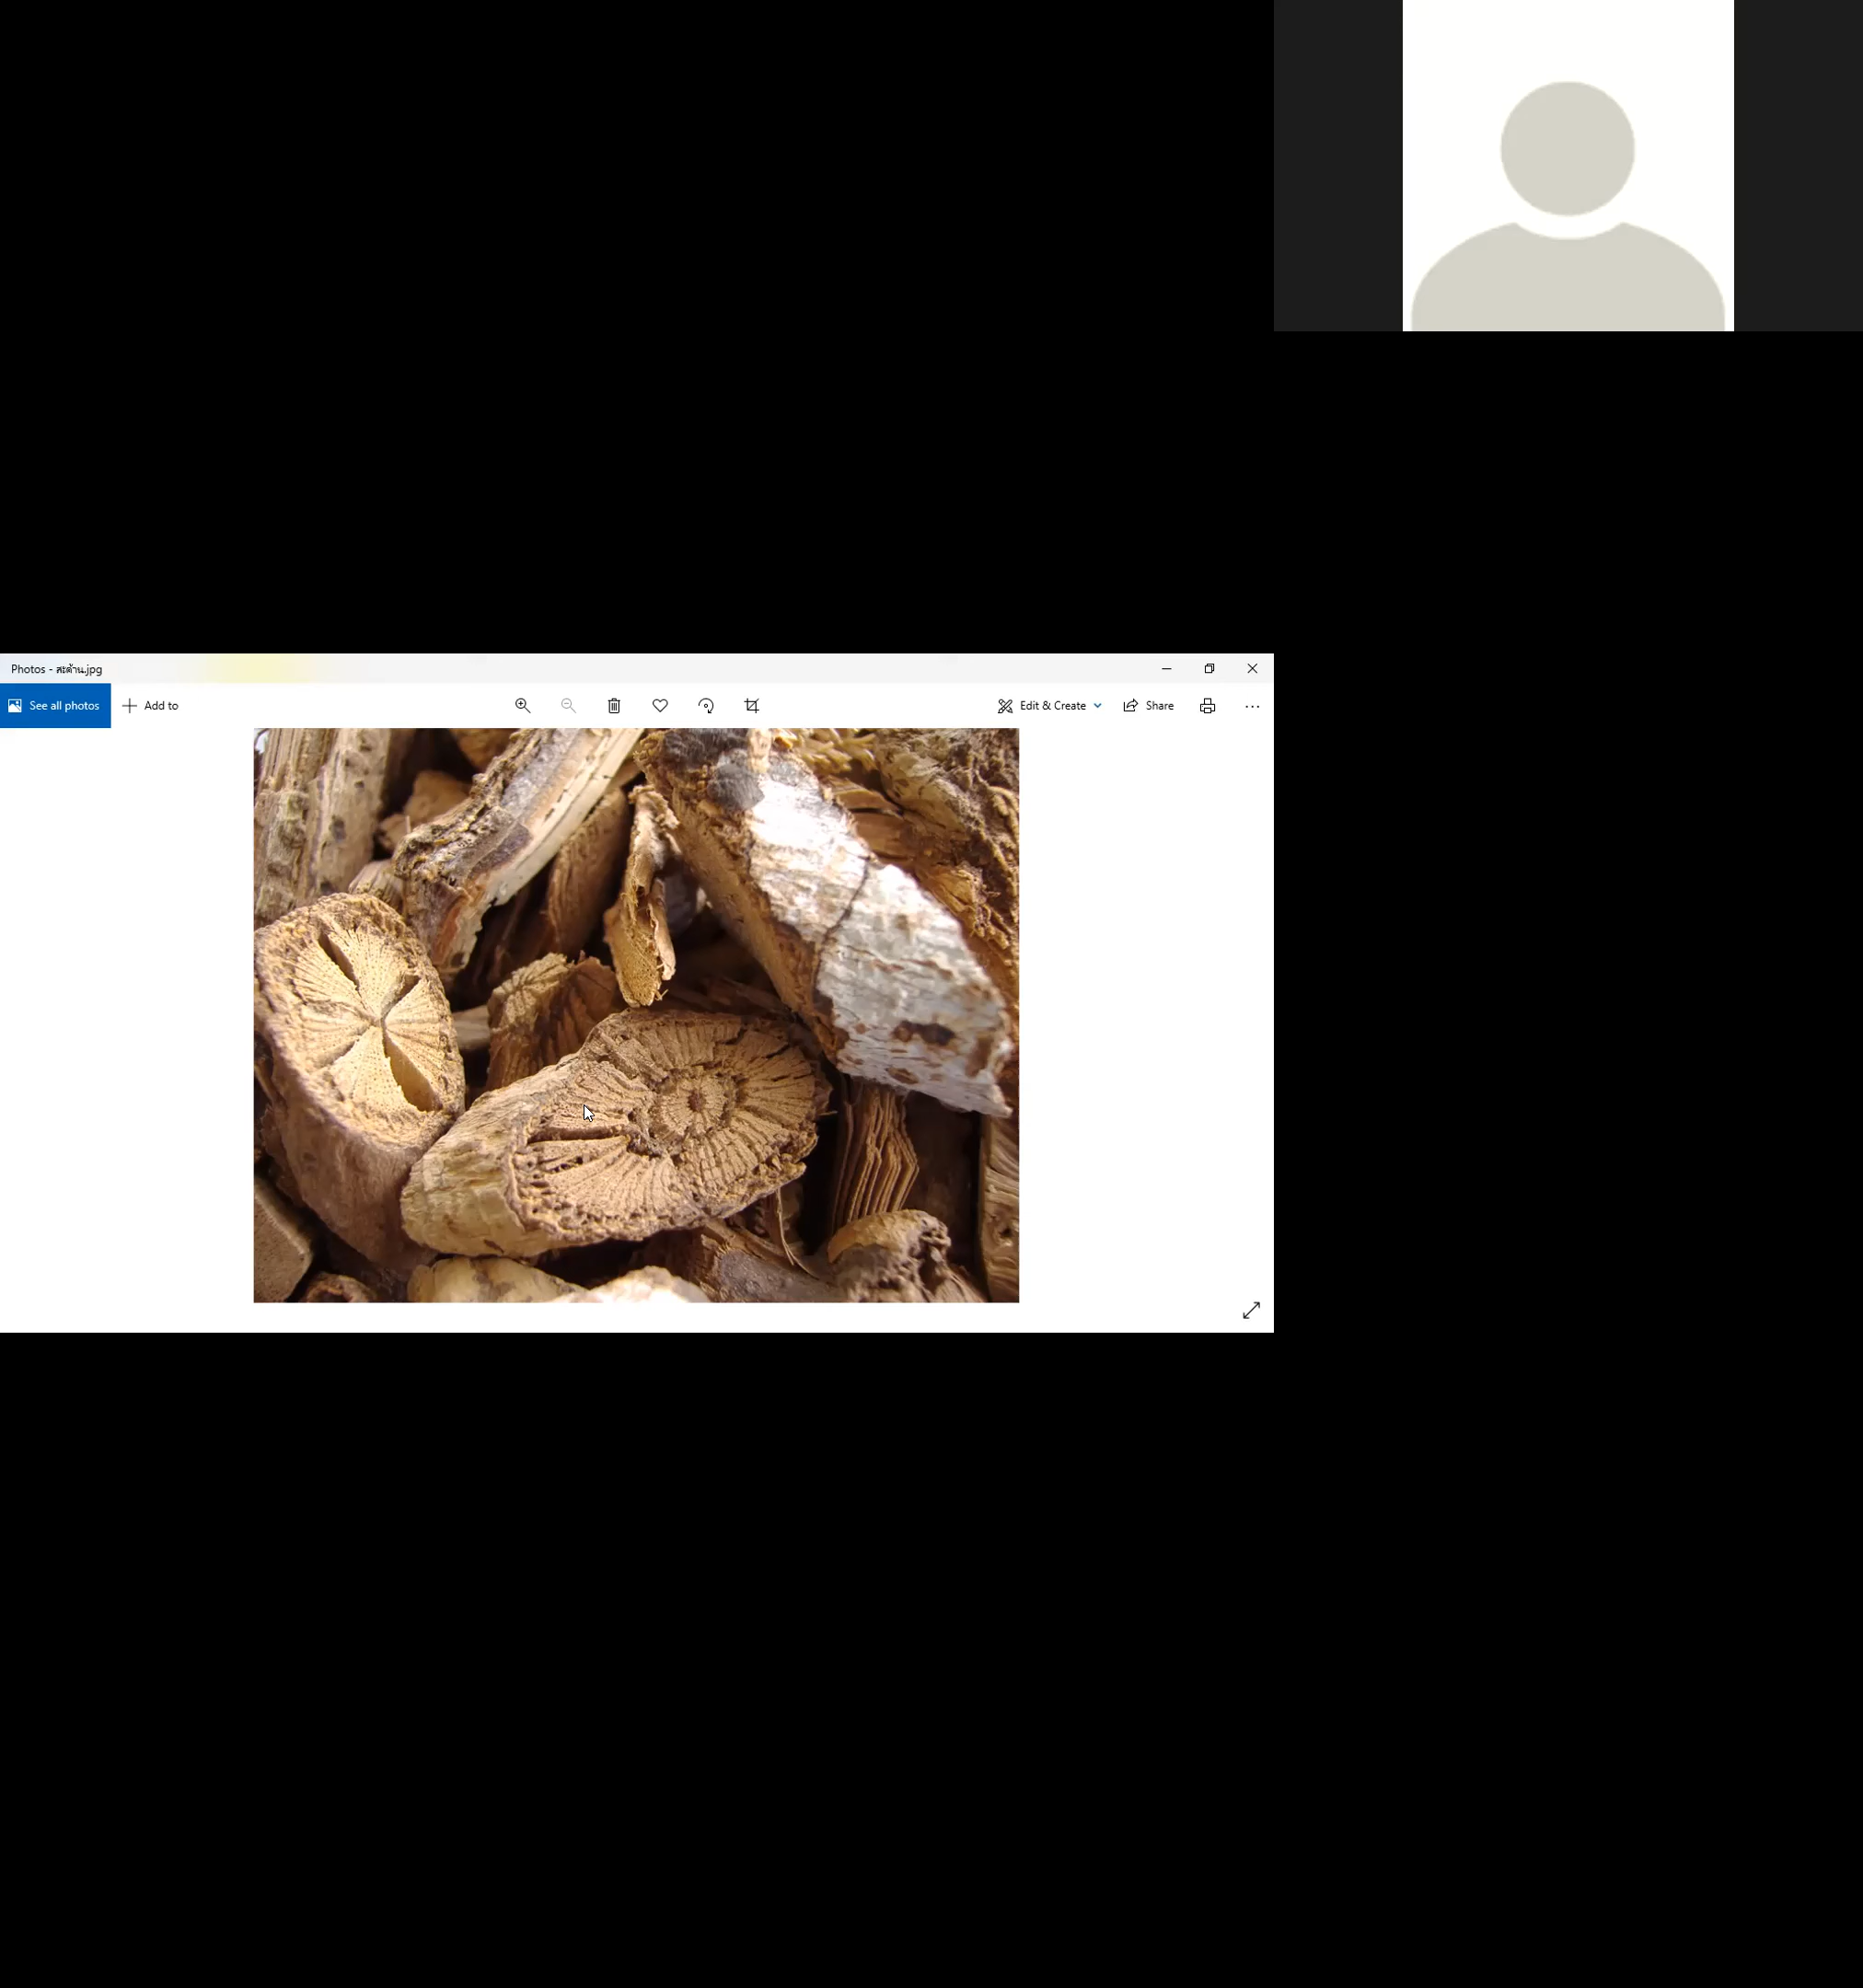 Photos - สะค้าน.jpg
See all photos
Add to
Edit & Create
Share